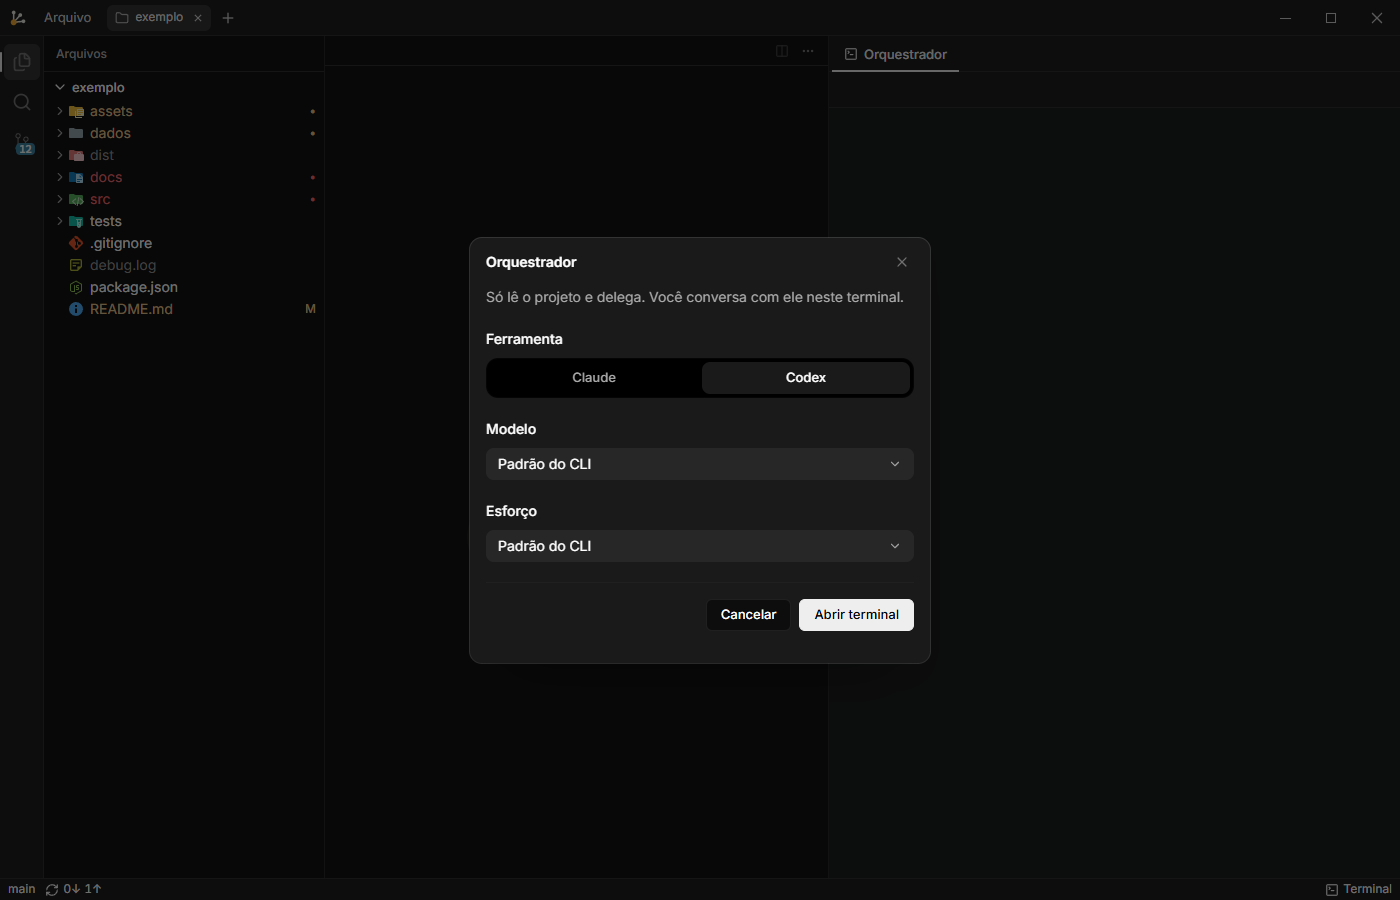 Arquivo
exemplo
Arquivos
Orquestrador
exemplo
assets
dados
dist
docs
src
tests
.gitignore
debug.log
package.json
README.md M
12
Orquestrador
Só lê o projeto e delega. Você conversa com ele neste terminal.
Ferramenta
Claude Codex
Modelo
Padrão do CLI
Esforço
Padrão do CLI
Cancelar Abrir terminal
main 0↓ 1↑
Terminal